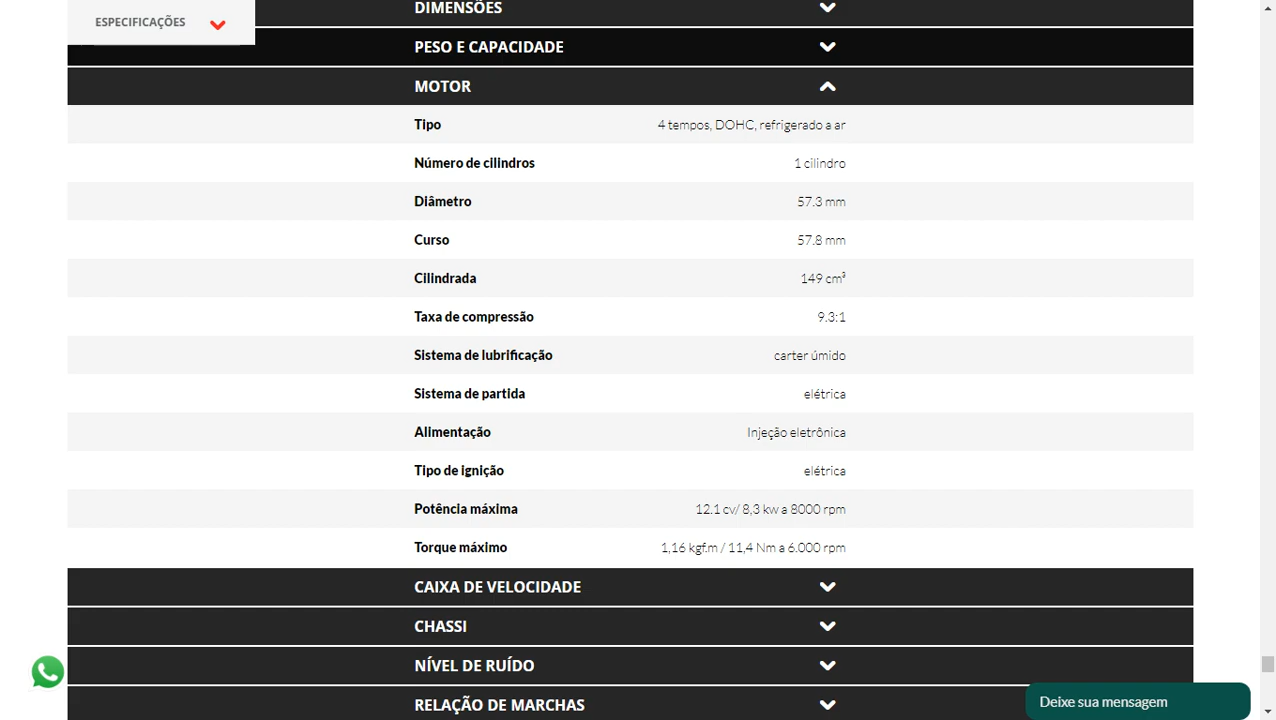 ESPECIFICAÇÕES
DIMENSÕES
PESO E CAPACIDADE
MOTOR
Tipo 4 tempos, DOHC, refrigerado a ar
Número de cilindros 1 cilindro
Diâmetro 57.3 mm
Curso 57.8 mm
Cilindrada 149 cm³
Taxa de compressão 9.3:1
Sistema de lubrificação carter úmido
Sistema de partida elétrica
Alimentação Injeção eletrônica
Tipo de ignição elétrica
Potência máxima 12.1 cv/ 8,3 kw a 8000 rpm
Torque máximo 1,16 kgf.m / 11,4 Nm a 6.000 rpm
CAIXA DE VELOCIDADE
CHASSI
NÍVEL DE RUÍDO
RELAÇÃO DE MARCHAS
Deixe sua mensagem